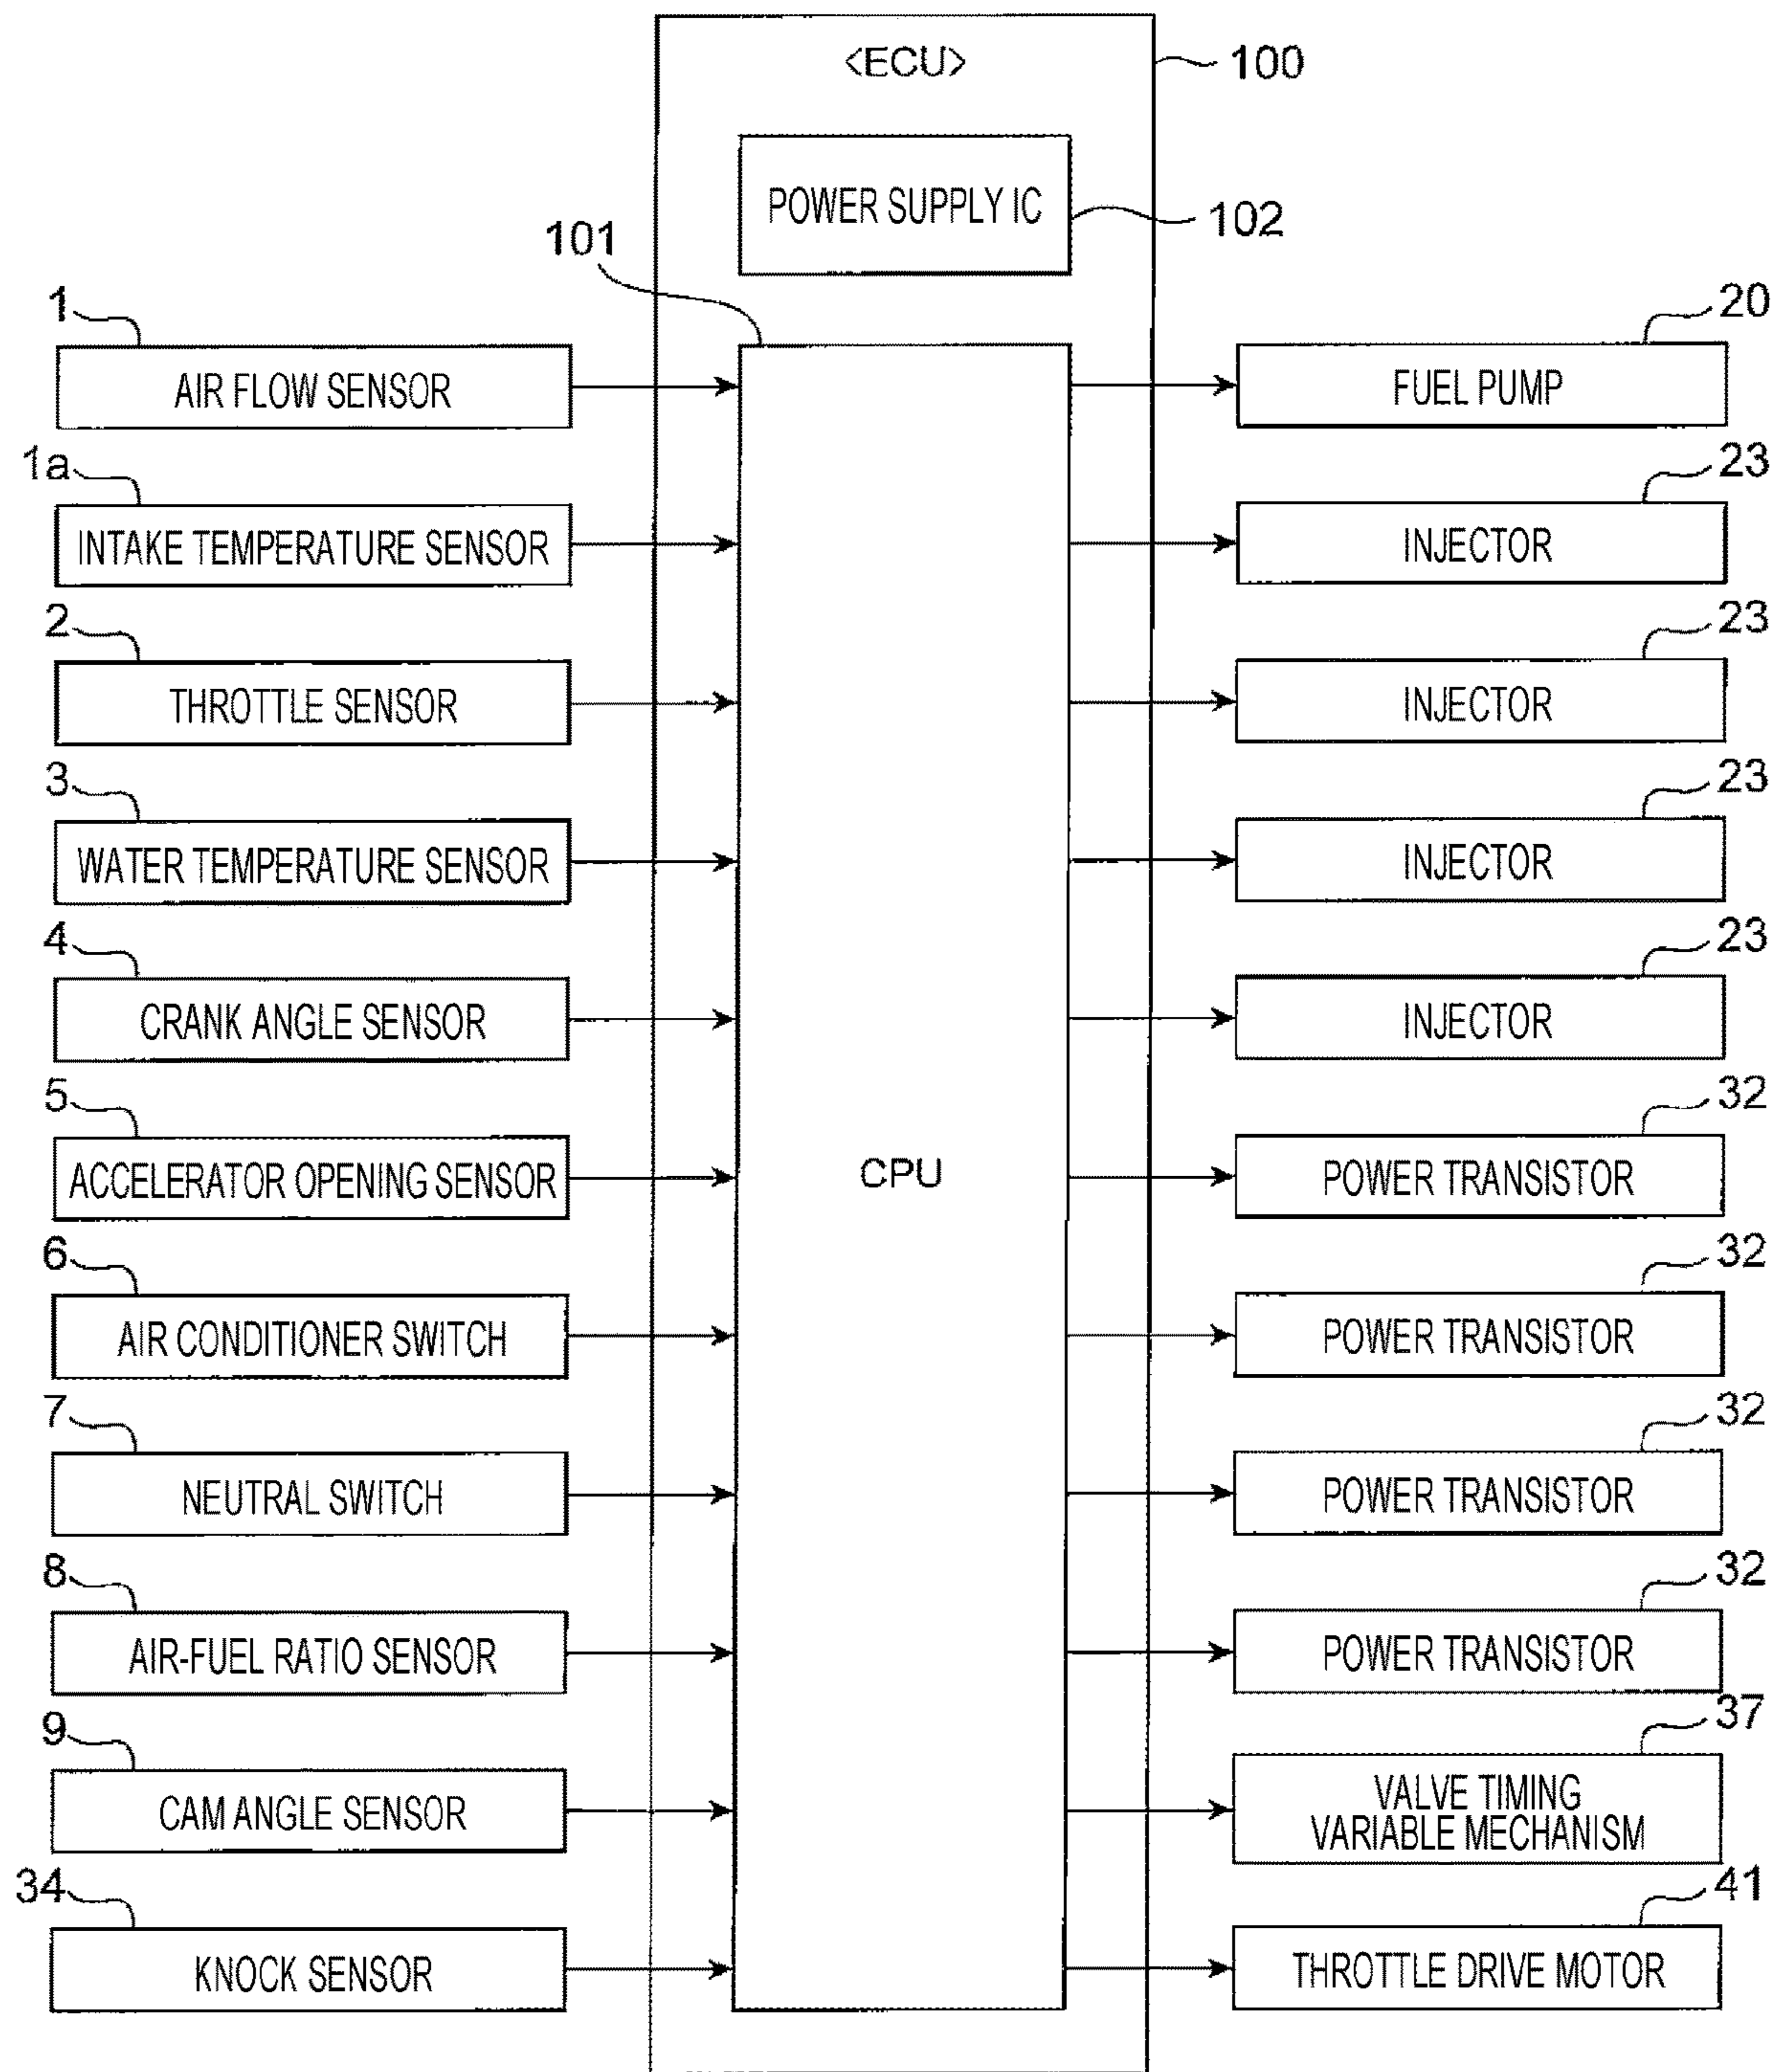 <ECU>
100
POWER SUPPLY IC
102
101
1
AIR FLOW SENSOR
1a
INTAKE TEMPERATURE SENSOR
2
THROTTLE SENSOR
3
WATER TEMPERATURE SENSOR
4
CRANK ANGLE SENSOR
5
ACCELERATOR OPENING SENSOR
6
AIR CONDITIONER SWITCH
7
NEUTRAL SWITCH
8
AIR-FUEL RATIO SENSOR
9
CAM ANGLE SENSOR
34
KNOCK SENSOR
CPU
20
FUEL PUMP
23
INJECTOR
23
INJECTOR
23
INJECTOR
23
INJECTOR
32
POWER TRANSISTOR
32
POWER TRANSISTOR
32
POWER TRANSISTOR
32
POWER TRANSISTOR
37
VALVE TIMING
VARIABLE MECHANISM
41
THROTTLE DRIVE MOTOR